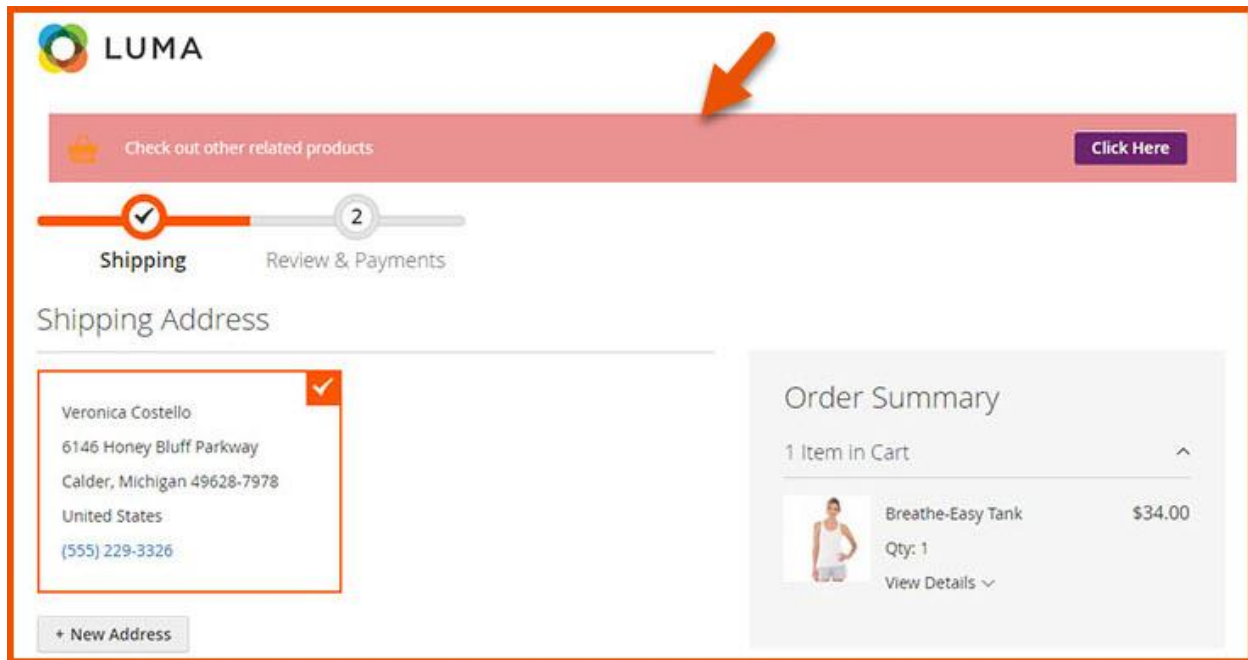 LUMA
Check out other related products
Click Here
2
Shipping
Review & Payments
Shipping Address
Veronica Costello
6146 Honey Bluff Parkway
Calder, Michigan 49628-7978
United States
(555) 229-3326
+ New Address
Order Summary
1 Item in Cart
Breathe-Easy Tank
$34.00
Qty: 1
View Details